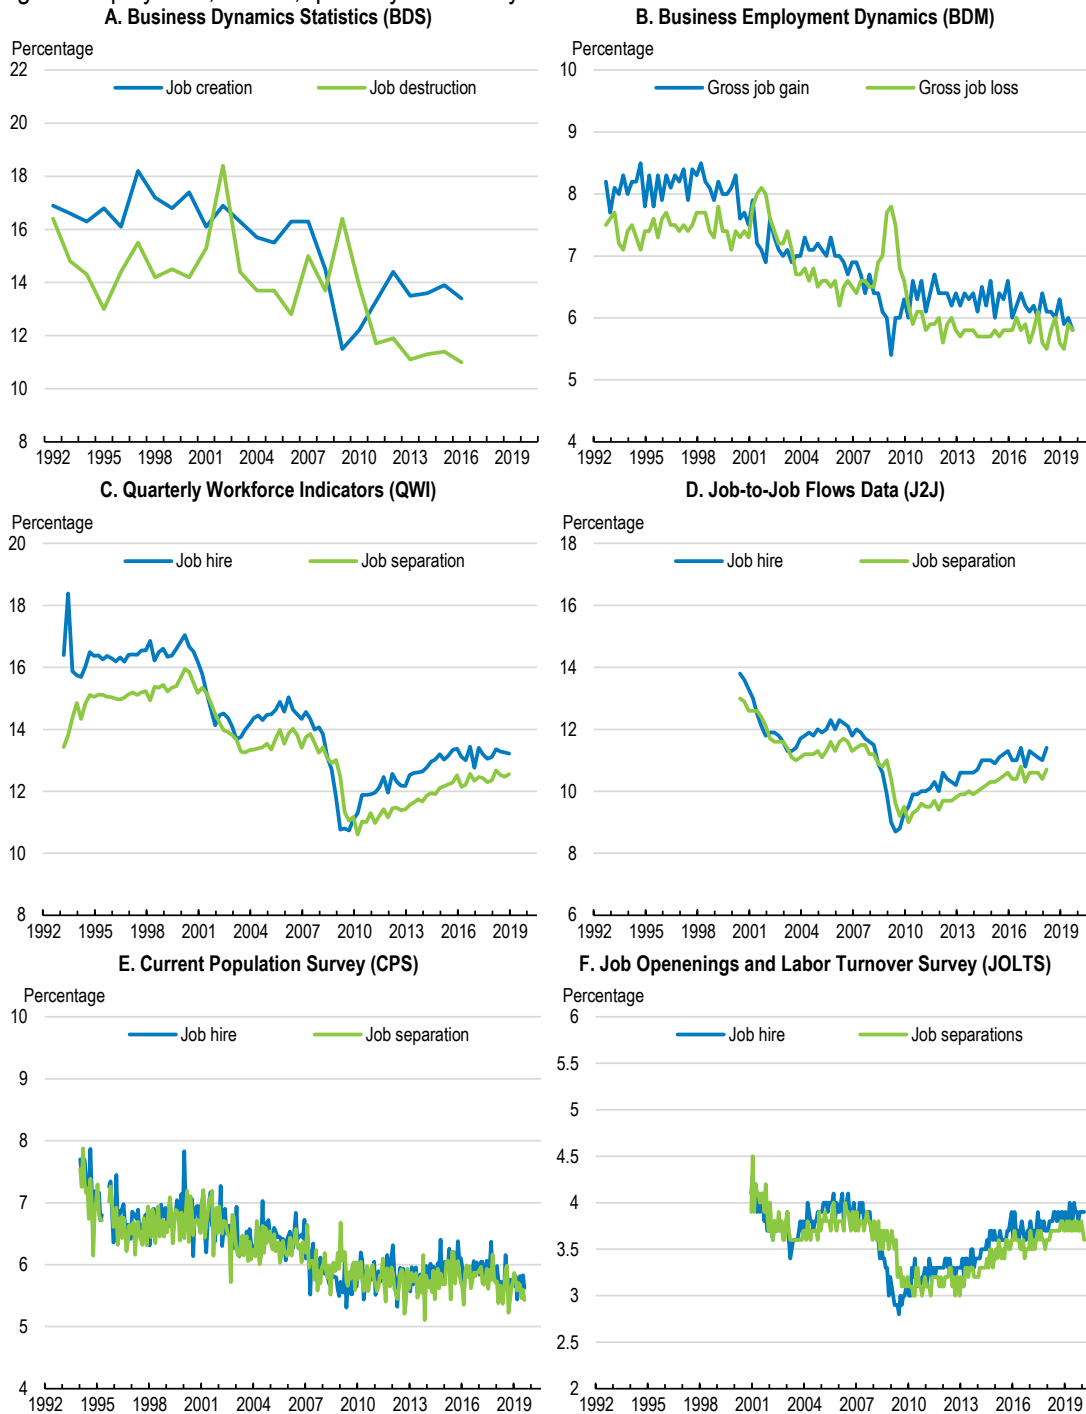 A. Business Dynamics Statistics (BDS)
Percentage
22
20
18
16
14
12
10
8
Job creation
Job destruction
1992 1995 1998 2001 2004 2007 2010 2013 2016 2019
B. Business Employment Dynamics (BDM)
Percentage
10
9
8
7
6
5
4
Gross job gain
Gross job loss
1992 1995 1998 2001 2004 2007 2010 2013 2016 2019
C. Quarterly Workforce Indicators (QWI)
Percentage
20
18
16
14
12
10
8
Job hire
Job separation
1992 1995 1998 2001 2004 2007 2010 2013 2016 2019
D. Job-to-Job Flows Data (J2J)
Percentage
18
16
14
12
10
8
6
Job hire
Job separation
1992 1995 1998 2001 2004 2007 2010 2013 2016 2019
E. Current Population Survey (CPS)
Percentage
10
9
8
7
6
5
4
Job hire
Job separation
1992 1995 1998 2001 2004 2007 2010 2013 2016 2019
F. Job Openenings and Labor Turnover Survey (JOLTS)
Percentage
6
5.5
5
4.5
4
3.5
3
2.5
2
Job hire
Job separations
1992 1995 1998 2001 2004 2007 2010 2013 2016 2019